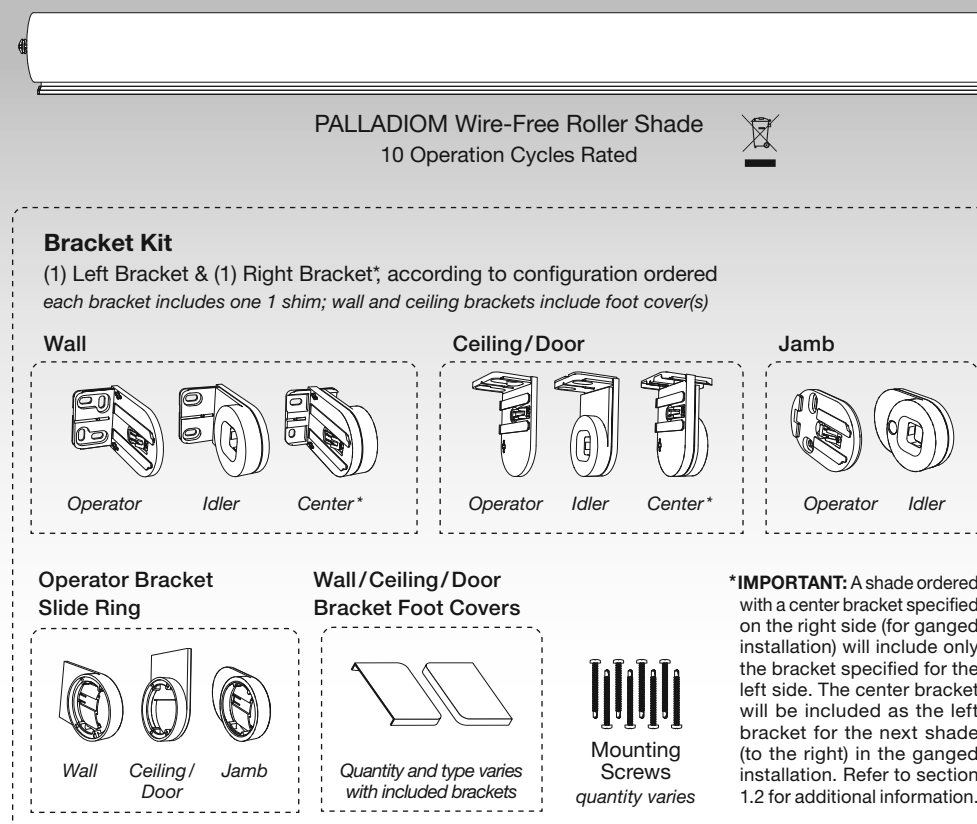 PALLADIOM Wire-Free Roller Shade
10 Operation Cycles Rated
Bracket Kit
(1) Left Bracket & (1) Right Bracket*, according to configuration ordered
each bracket includes one 1 shim; wall and ceiling brackets include foot cover(s)
Wall
Operator Idler Center*
Ceiling/Door
Operator Idler Center*
Jamb
Operator Idler
Operator Bracket
Slide Ring
Wall Ceiling/ Jamb
Door
Wall/Ceiling/Door
Bracket Foot Covers
Quantity and type varies
with included brackets
Mounting
Screws
quantity varies
*IMPORTANT: A shade ordered
with a center bracket specified
on the right side (for ganged
installation) will include only
the bracket specified for the
left side. The center bracket
will be included as the left
bracket for the next shade
(to the right) in the ganged
installation. Refer to section
1.2 for additional information.